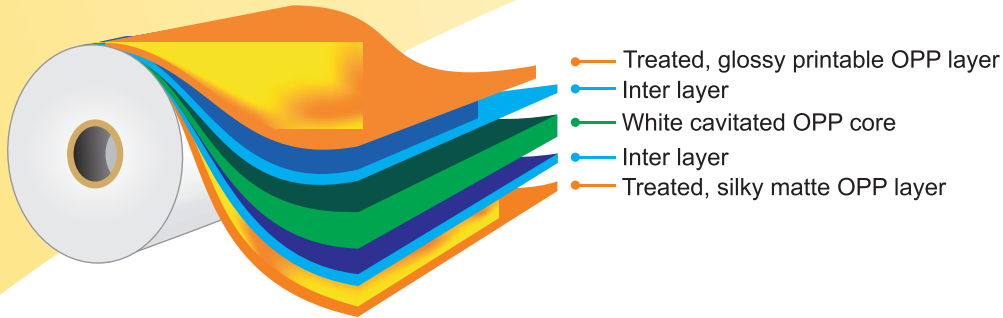 Treated, glossy printable OPP layer
Inter layer
White cavitated OPP core
Inter layer
Treated, silky matte OPP layer